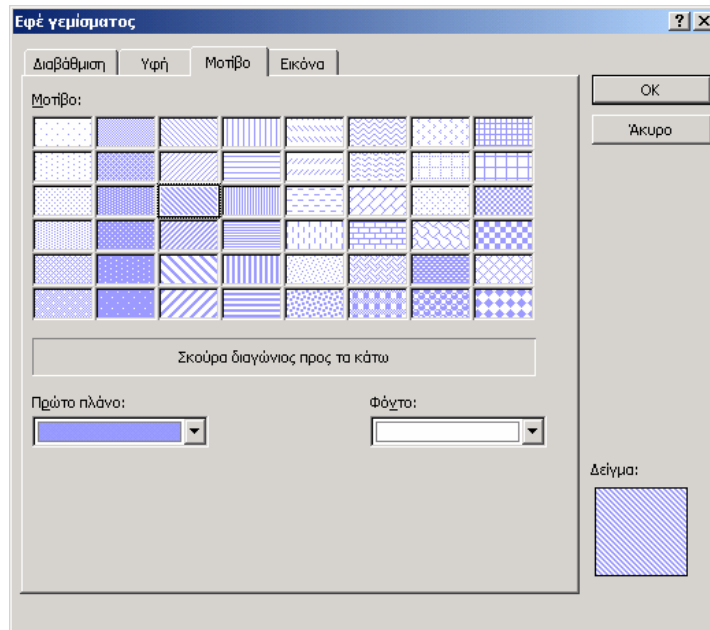 Εφέ γεμίσματος
Διαβάθμιση Υφή Μοτίβο Εικόνα
Μοτίβο:
OK
Άκυρο
Σκούρα διαγώνιος προς τα κάτω
Πρώτο πλάνο:
Φόντο:
Δείγμα: